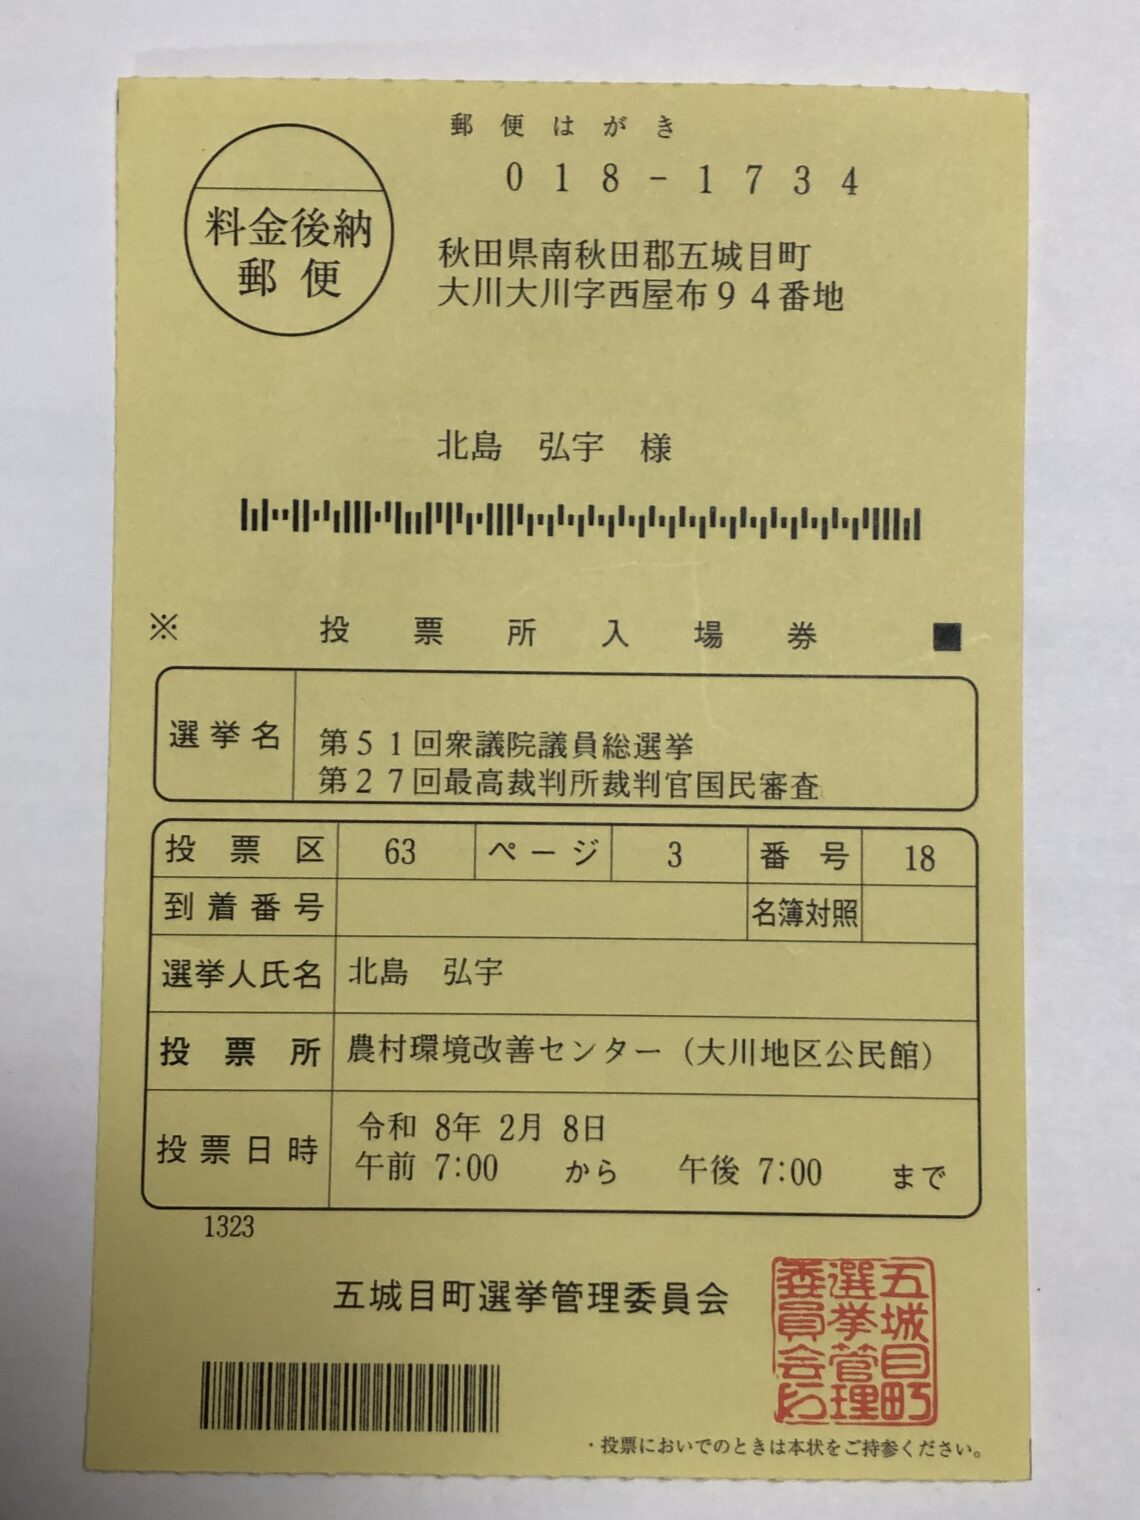 郵便はがき
018-1734
料金後納
郵便
秋田県南秋田郡五城目町
大川大川字西屋布94番地
北島 弘宇 様
※ 投票所入場券 ■
選挙名
第51回衆議院議員総選挙
第27回最高裁判所裁判官国民審査
投票区 63 ページ 3 番号 18
到着番号 名簿対照
選挙人氏名 北島 弘宇
投票所 農村環境改善センター(大川地区公民館)
投票日時
令和 8年 2月 8日
午前 7:00 から 午後 7:00 まで
1323
五城目町選挙管理委員会
五城目町
選挙管理
委員会印
・投票においでのときは本状をご持参ください。